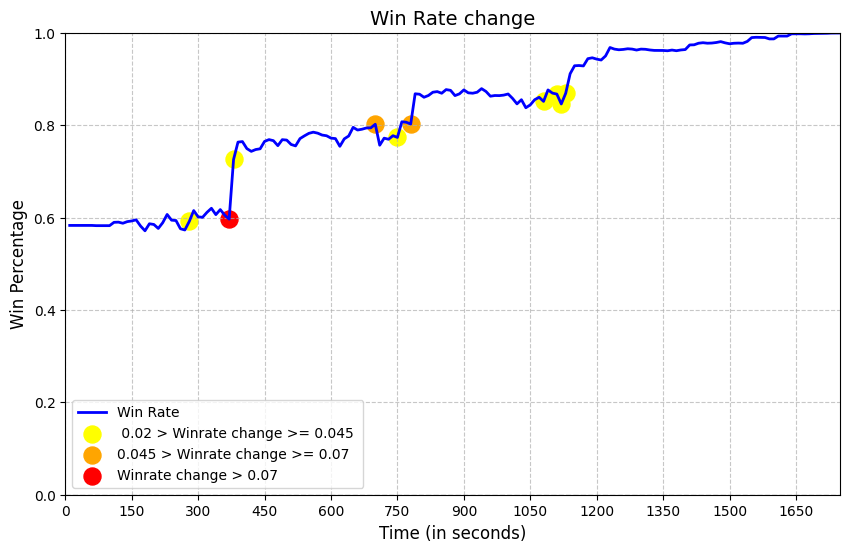 Win Rate change
1.0
0.8
0.6
0.4
0.2
0.0
Win Percentage
Win Rate
0.02 > Winrate change >= 0.045
0.045 > Winrate change >= 0.07
Winrate change > 0.07
0 150 300 450 600 750 900 1050 1200 1350 1500 1650
Time (in seconds)